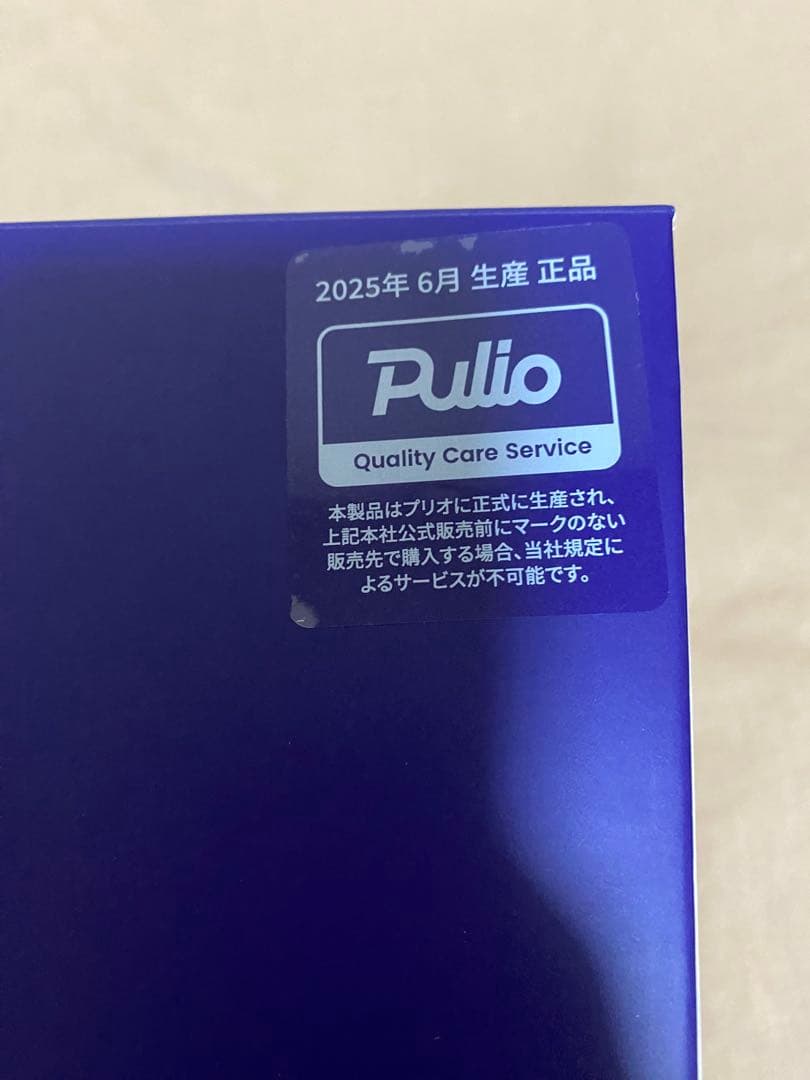 2025年 6月 生産 正品
Pulio
Quality Care Service
本製品はプリオに正式に生産され、
上記本社公式販売前にマークのない
販売先で購入する場合、当社規定に
よるサービスが不可能です。